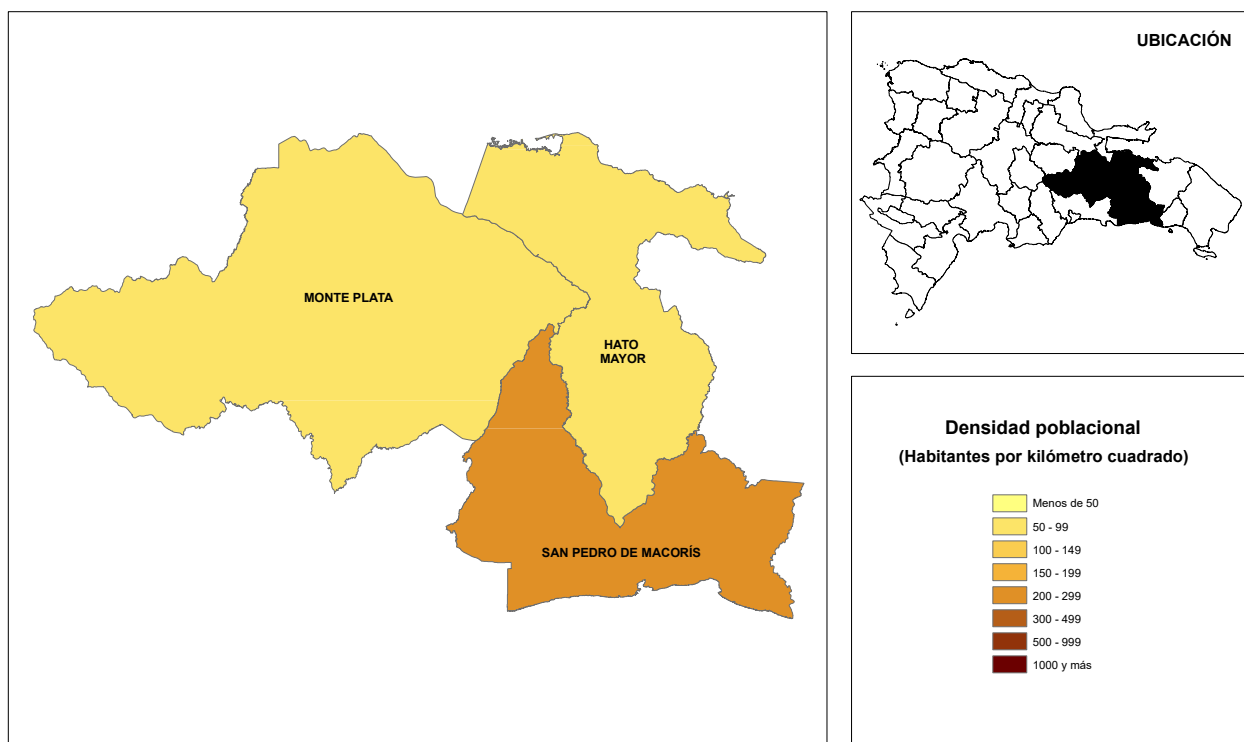 MONTE PLATA
HATO
MAYOR
SAN PEDRO DE MACORÍS
UBICACIÓN
Densidad poblacional
(Habitantes por kilómetro cuadrado)
Menos de 50
50 - 99
100 - 149
150 - 199
200 - 299
300 - 499
500 - 999
1000 y más